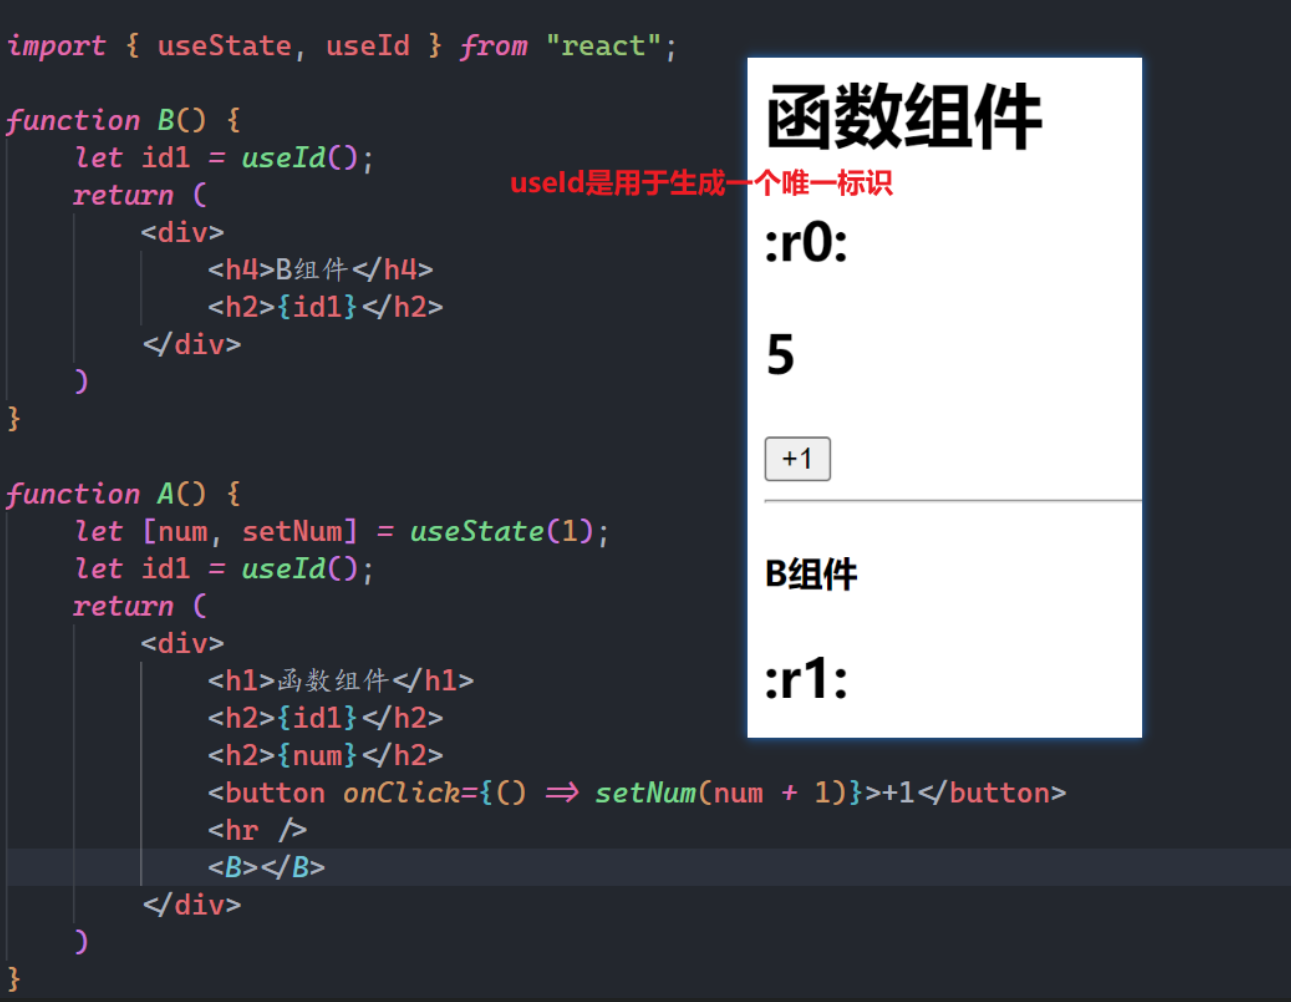 import { useState, useId } from "react";
function B() {
let id1 = useId();
return (
<div>
<h4>B组件</h4>
<h2>{id1}</h2>
</div>
)
}
function A() {
let [num, setNum] = useState(1);
let id1 = useId();
return (
<div>
<h1>函数组件</h1>
<h2>{id1}</h2>
<h2>{num}</h2>
<button onClick={() => setNum(num + 1)}>+1</button>
<hr />
<B></B>
</div>
)
}
useId是用于生成一个唯一标识
函数组件
:r0:
5
+1
B组件
:r1: